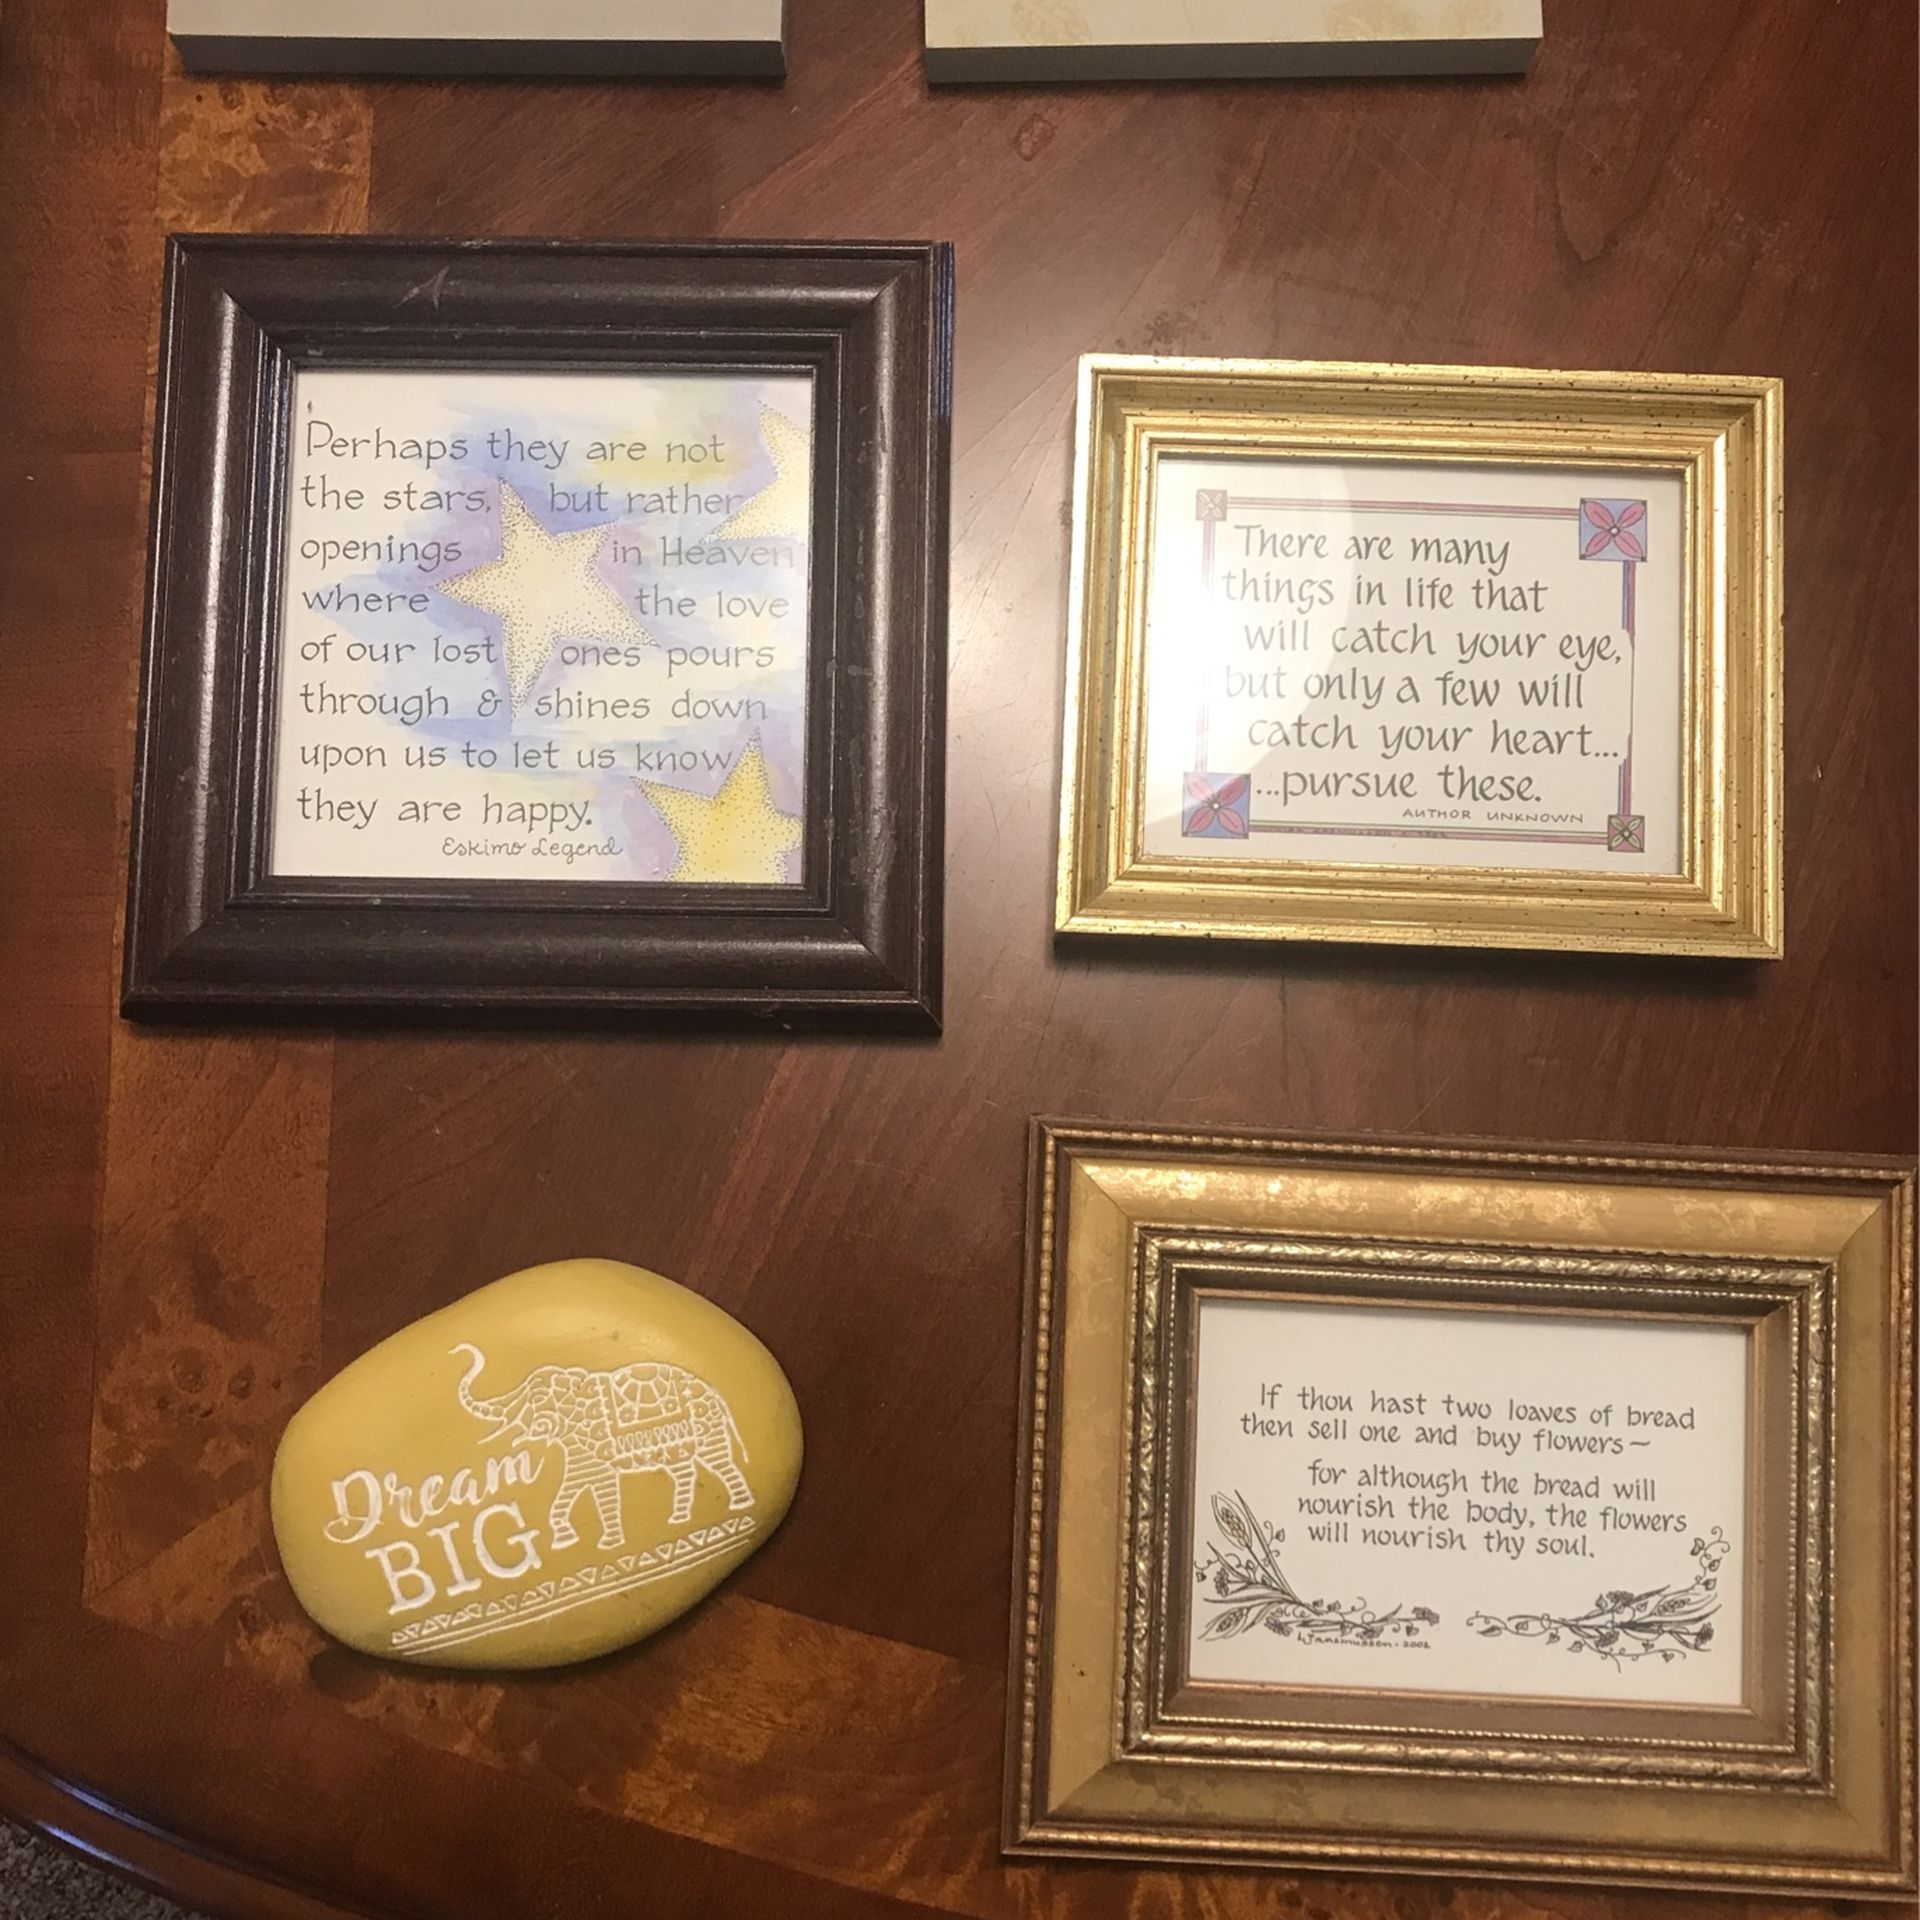 Perhaps they are not
the stars, but rather
openings in Heaven
where the love
of our lost ones pours
through & shines down
upon us to let us know
they are happy.
Eskimo Legend
There are many
things in life that
will catch your eye,
but only a few will
catch your heart...
...pursue these.
AUTHOR UNKNOWN
Dream
BIG
If thou hast two loaves of bread
then sell one and buy flowers—
for although the bread will
nourish the body, the flowers
will nourish thy soul.
2002